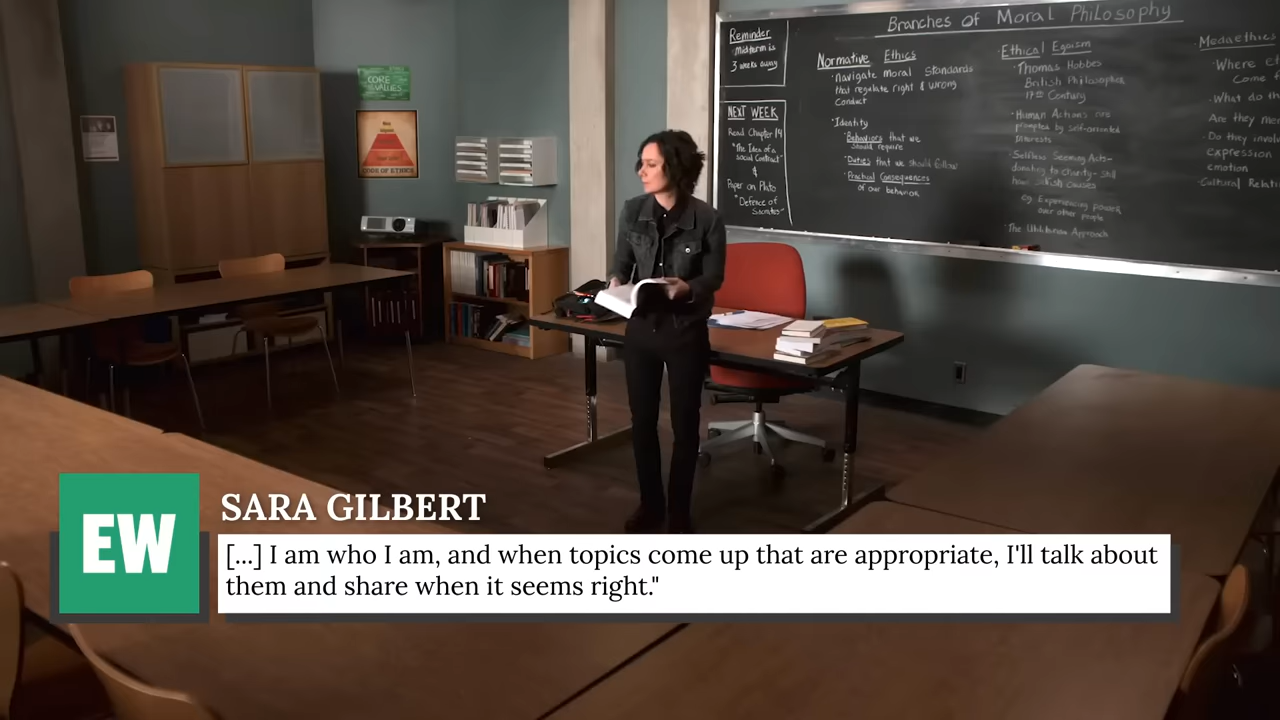 Branches of Moral Philosophy
Reminder
Midterm is
3 weeks away
NEXT WEEK
Read Chapter 14
"The Idea of a
Social Contract"
&
Paper on Plato
"Defence of
Socrates"
Normative Ethics
· Navigate moral standards
that regulate right & wrong
conduct
· Identity
· Behaviors that we
should require
· Duties that we should follow
· Practical Consequences
of our behavior
· Ethical Egoism
· Thomas Hobbes
British Philosopher
17th Century
· Human Actions are
prompted by self-oriented
interests
· Selfless Seeming Acts-
donating to charity- still
have selfish causes
eg Experiencing power
over other people
· The Utilitarian Approach
Where
Come f
What do th
Are they
Do they invol
expression
emotion
Cultural Relati
CORE
VALUES
CODE OF ETHICS
EW
SARA GILBERT
[...] I am who I am, and when topics come up that are appropriate, I'll talk about
them and share when it seems right."